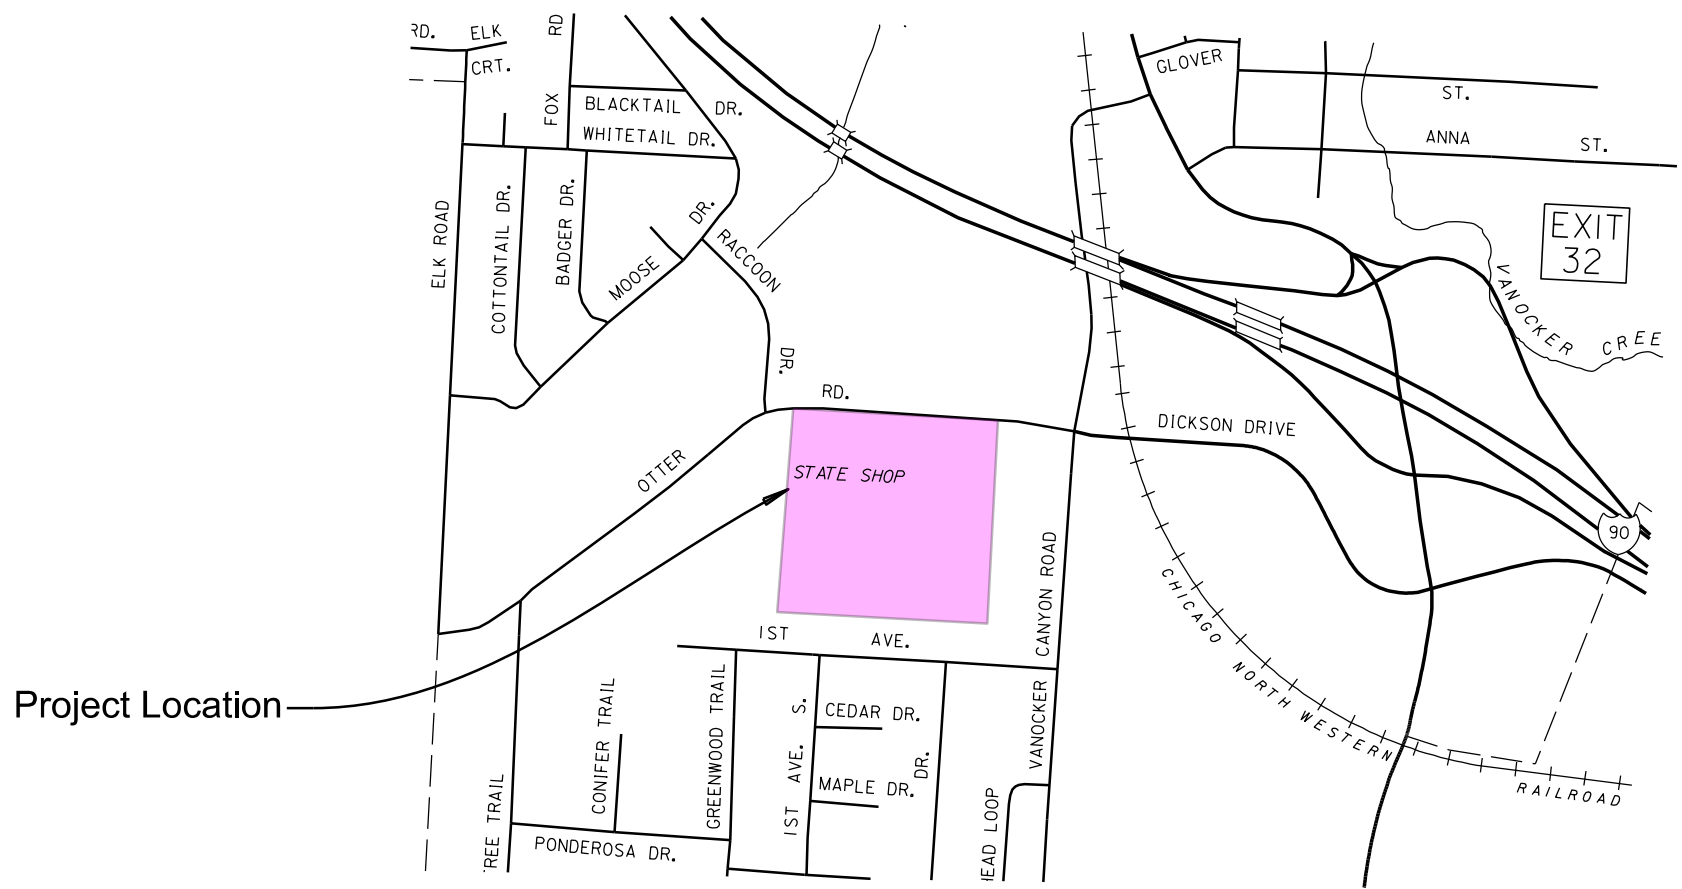 RD.
ELK
CRT.
FOX
RD
BLACKTAIL DR.
WHITETAIL DR.
GLOVER
ST.
ANNA ST.
ELK ROAD
COTTONTAIL DR.
BADGER DR.
MOOSE DR.
RACCOON DR.
EXIT
32
VANOCKER CREE
RD.
DICKSON DRIVE
OTTER
STATE SHOP
90
CANYON ROAD
CHICAGO NORTH WESTERN RAILROAD
1ST AVE.
Project Location
CONIFER TRAIL
GREENWOOD TRAIL
1ST AVE. S.
CEDAR DR.
MAPLE DR.
DR.
VANOCKER
HEAD LOOP
REE TRAIL
PONDEROSA DR.